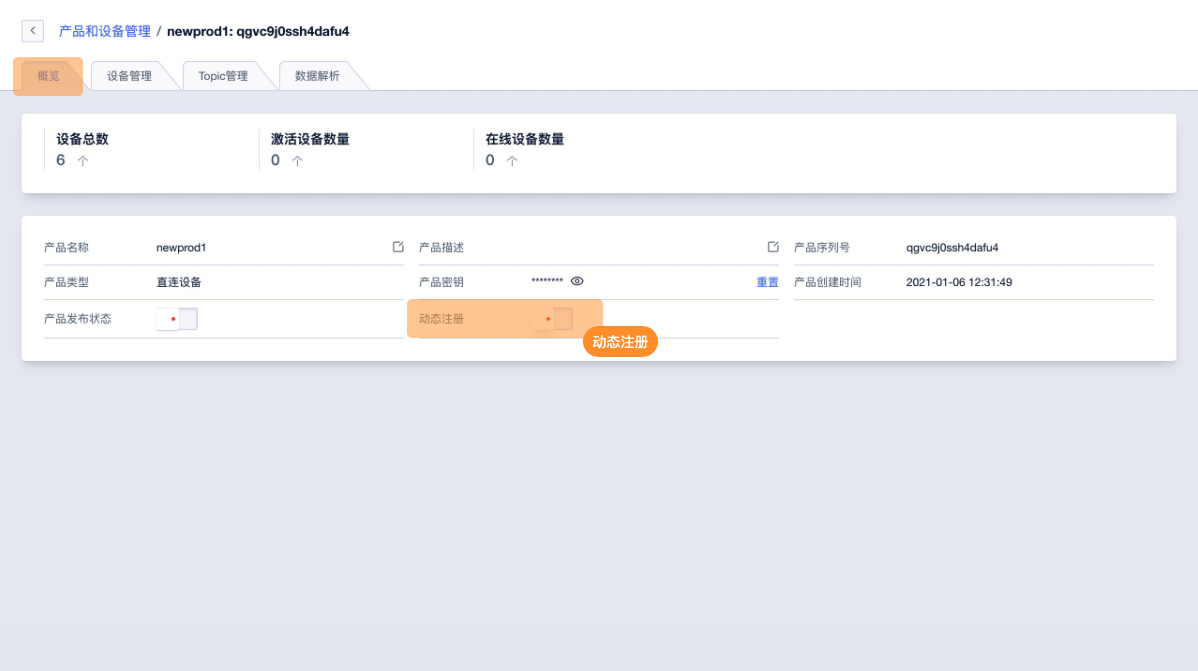 产品和设备管理 / newprod1: qgvc9j0ssh4dafu4
概览 设备管理 Topic管理 数据解析
设备总数 激活设备数量 在线设备数量
6 ↑ 0 ↑ 0 ↑
产品名称 newprod1 产品描述 产品序列号 qgvc9j0ssh4dafu4
产品类型 直连设备 产品密钥 ******** 重置 产品创建时间 2021-01-06 12:31:49
产品发布状态 动态注册
动态注册